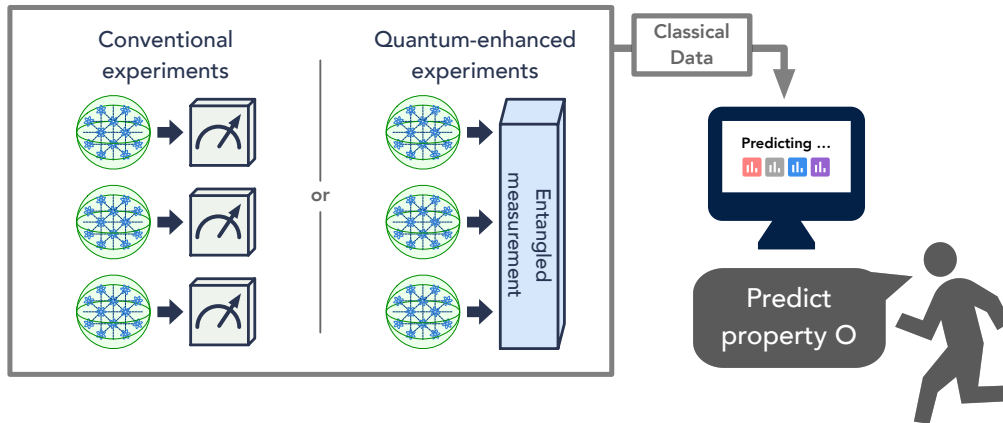 Conventional
experiments
or
Quantum-enhanced
experiments
Entangled
measurement
Classical
Data
Predicting ...
Predict
property O